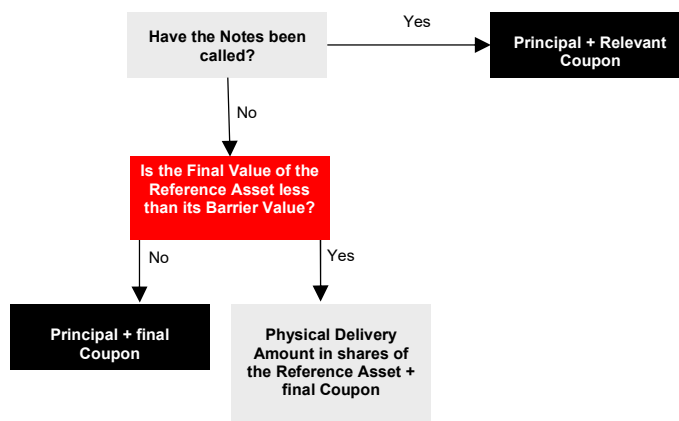 Have the Notes been
called?
Yes
Principal + Relevant
Coupon
No
Is the Final Value of the
Reference Asset less
than its Barrier Value?
No
Yes
Principal + final
Coupon
Physical Delivery
Amount in shares of
the Reference Asset +
final Coupon